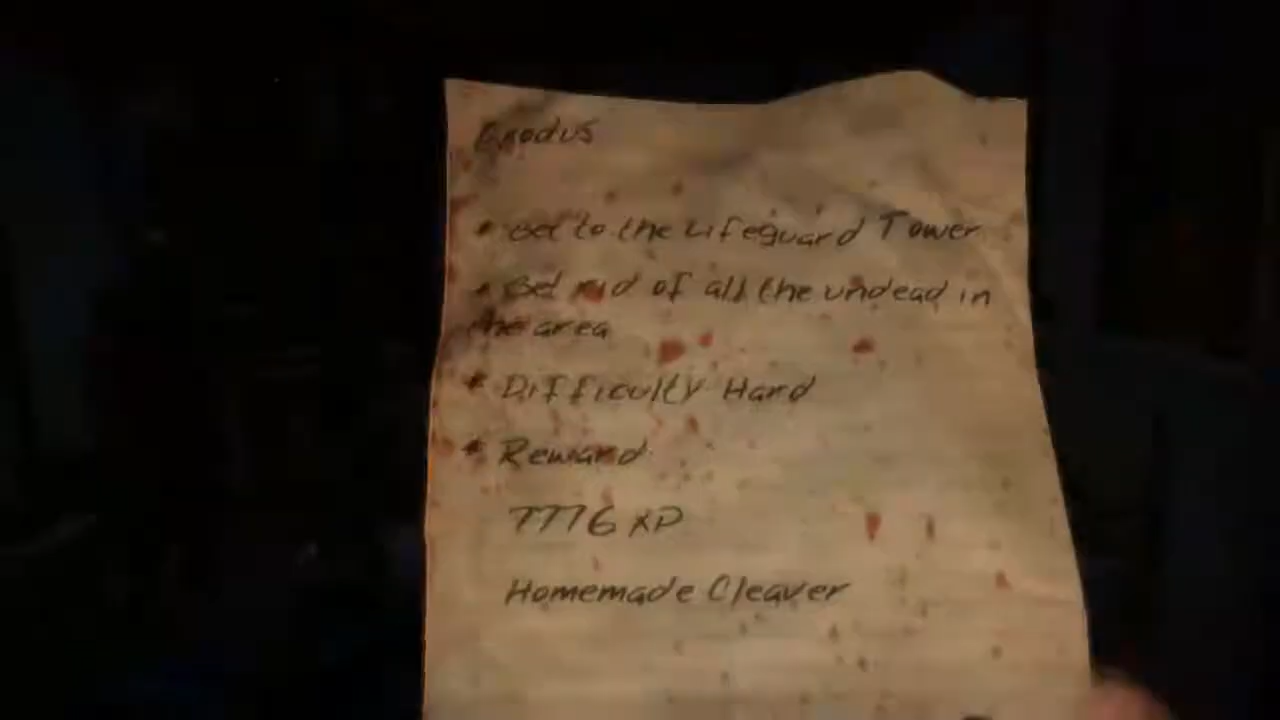 Exodus
* Get to the Lifeguard Tower
* Get rid of all the undead in
the area
* Difficulty Hard
* Reward
7776 XP
Homemade Cleaver